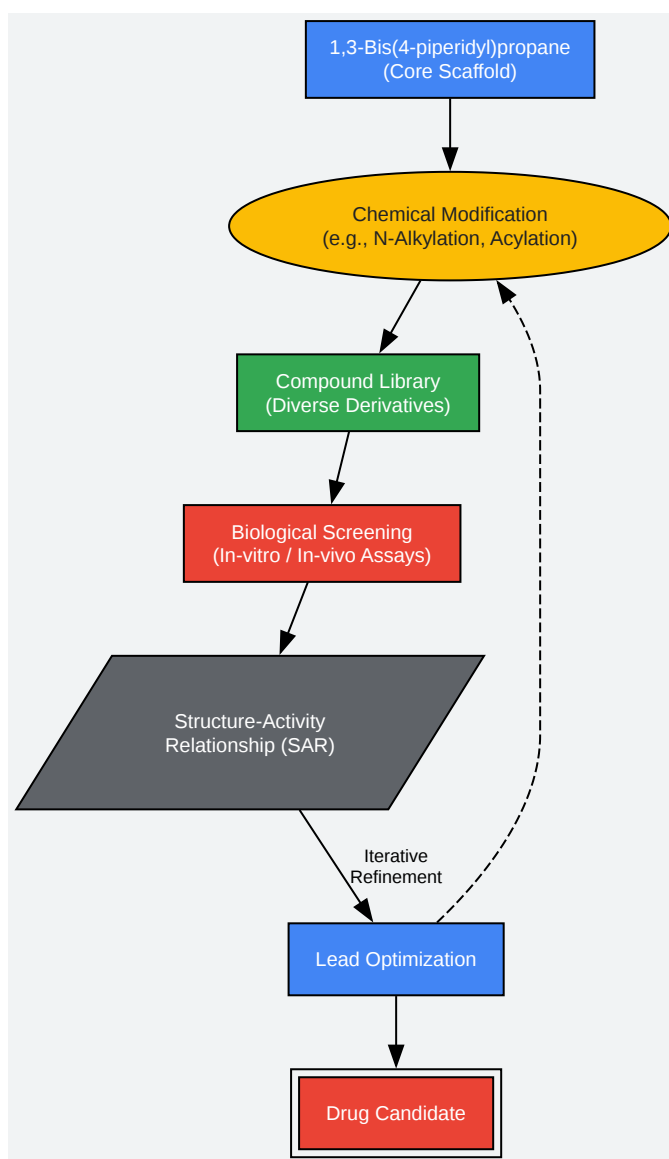 1,3-Bis(4-piperidyl)propane
(Core Scaffold)
Chemical Modification
(e.g., N-Alkylation, Acylation)
Compound Library
(Diverse Derivatives)
Biological Screening
(In-vitro / In-vivo Assays)
Structure-Activity
Relationship (SAR)
Iterative
Refinement
Lead Optimization
Drug Candidate